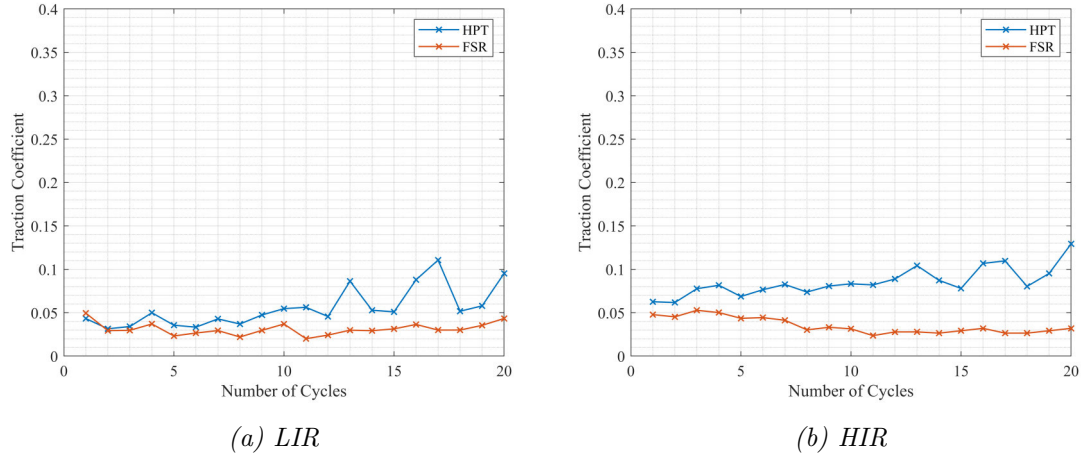 0.4
0.35
0.3
0.25
0.2
0.15
0.1
0.05
0
Traction Coefficient
HPT
FSR
0 5 10 15 20
Number of Cycles
(a) LIR
0.4
0.35
0.3
0.25
0.2
0.15
0.1
0.05
0
Traction Coefficient
HPT
FSR
0 5 10 15 20
Number of Cycles
(b) HIR